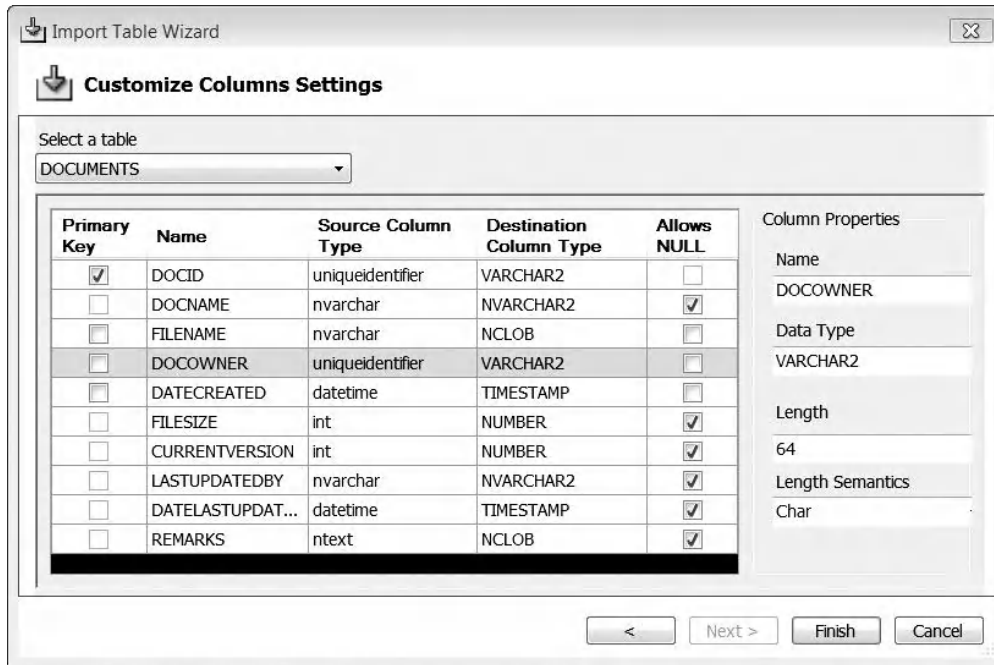 Import Table Wizard
Customize Columns Settings
Select a table
DOCUMENTS
Primary Key Name Source Column Type Destination Column Type Allows NULL
DOCID uniqueidentifier VARCHAR2
DOCNAME nvarchar NVARCHAR2
FILENAME nvarchar NCLOB
DOCOWNER uniqueidentifier VARCHAR2
DATECREATED datetime TIMESTAMP
FILESIZE int NUMBER
CURRENTVERSION int NUMBER
LASTUPDATEDBY nvarchar NVARCHAR2
DATELASTUPDAT... datetime TIMESTAMP
REMARKS ntext NCLOB
Column Properties
Name
DOCOWNER
Data Type
VARCHAR2
Length
64
Length Semantics
Char
< Next > Finish Cancel